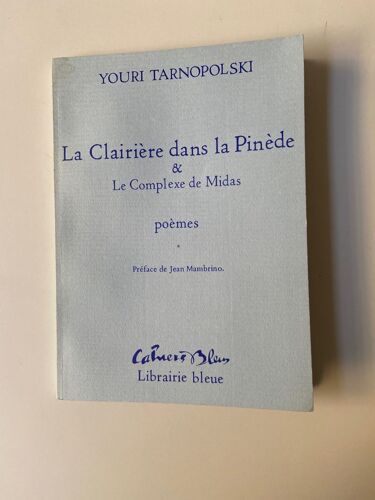 YOURI TARNOPOLSKI
La Clairière dans la Pinède
&
Le Complexe de Midas
poèmes
Préface de Jean Mambrino.
Cahiers Bleus
Librairie bleue